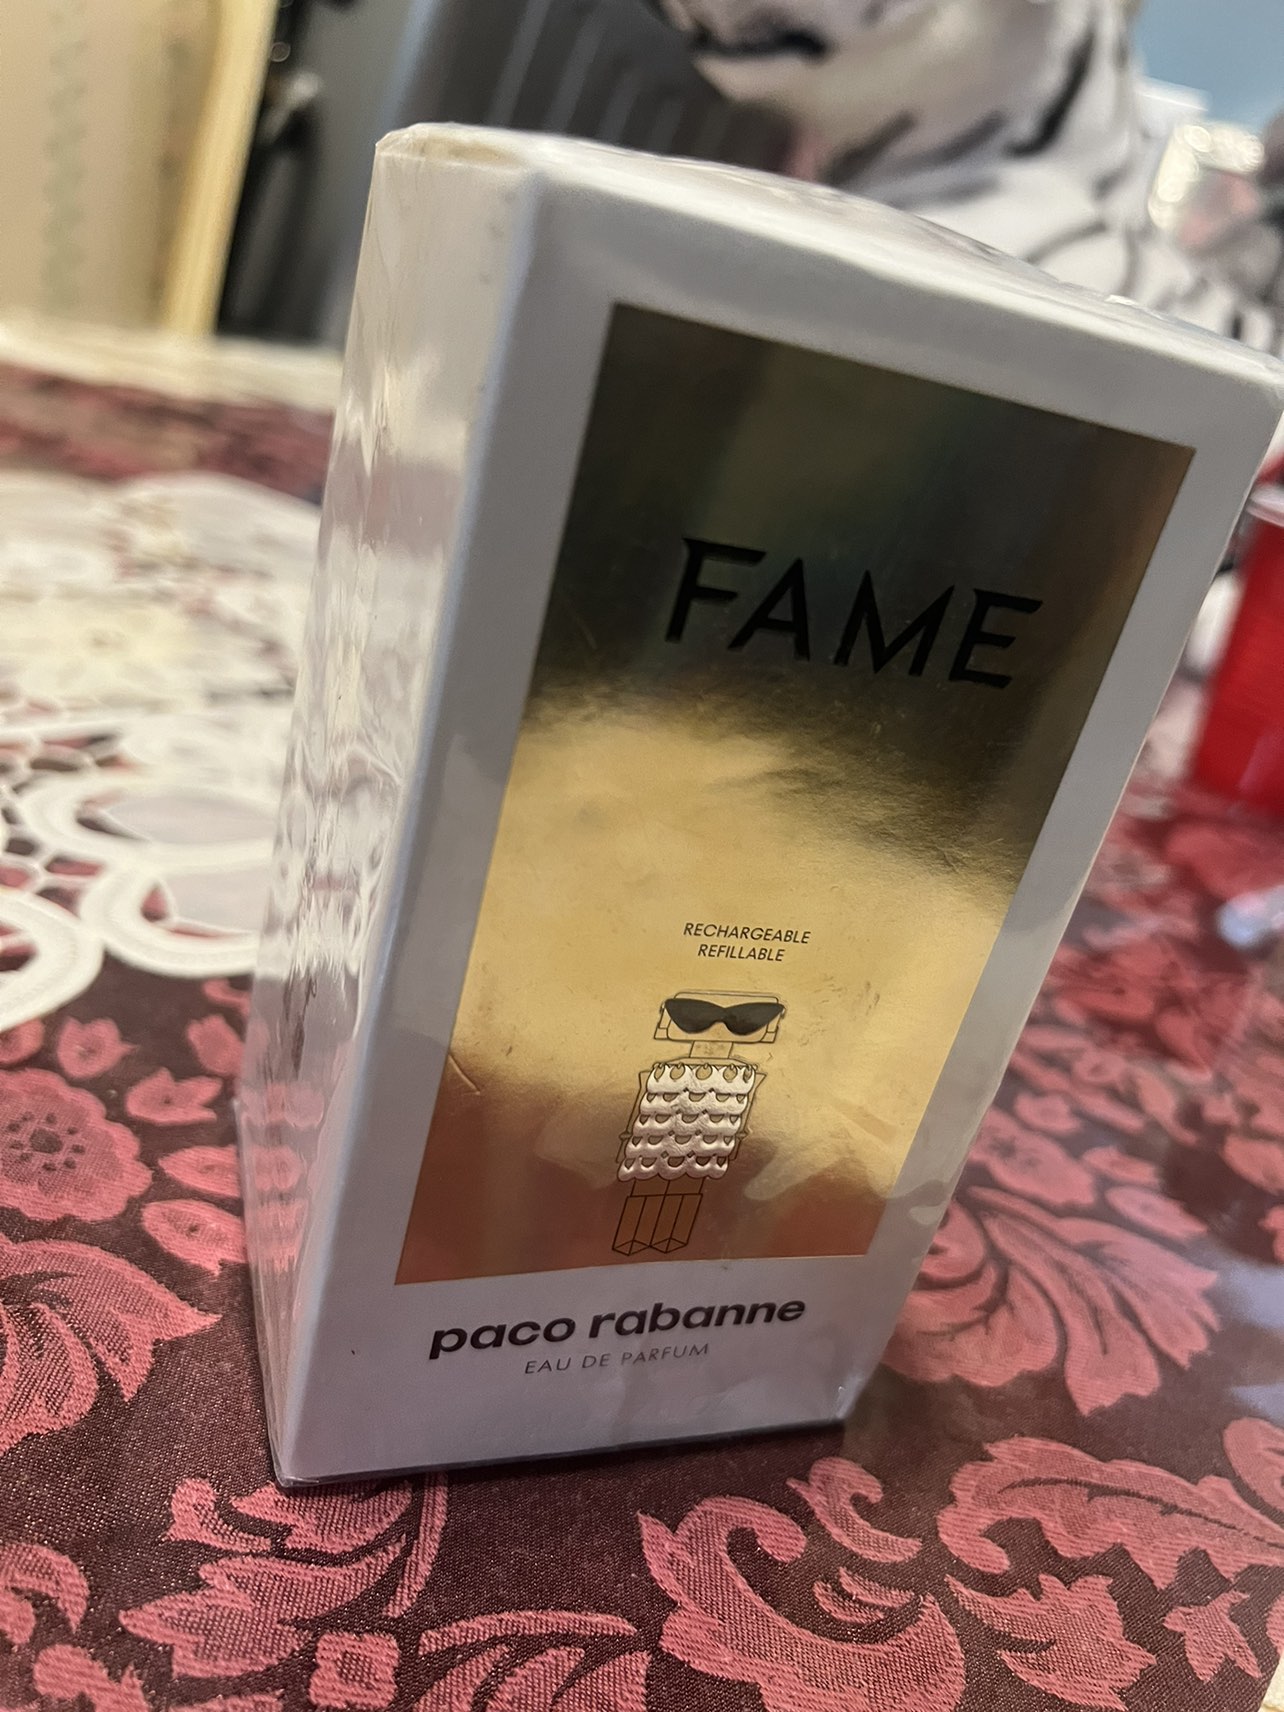 FAME
RECHARGEABLE
REFILLABLE
paco rabanne
EAU DE PARFUM